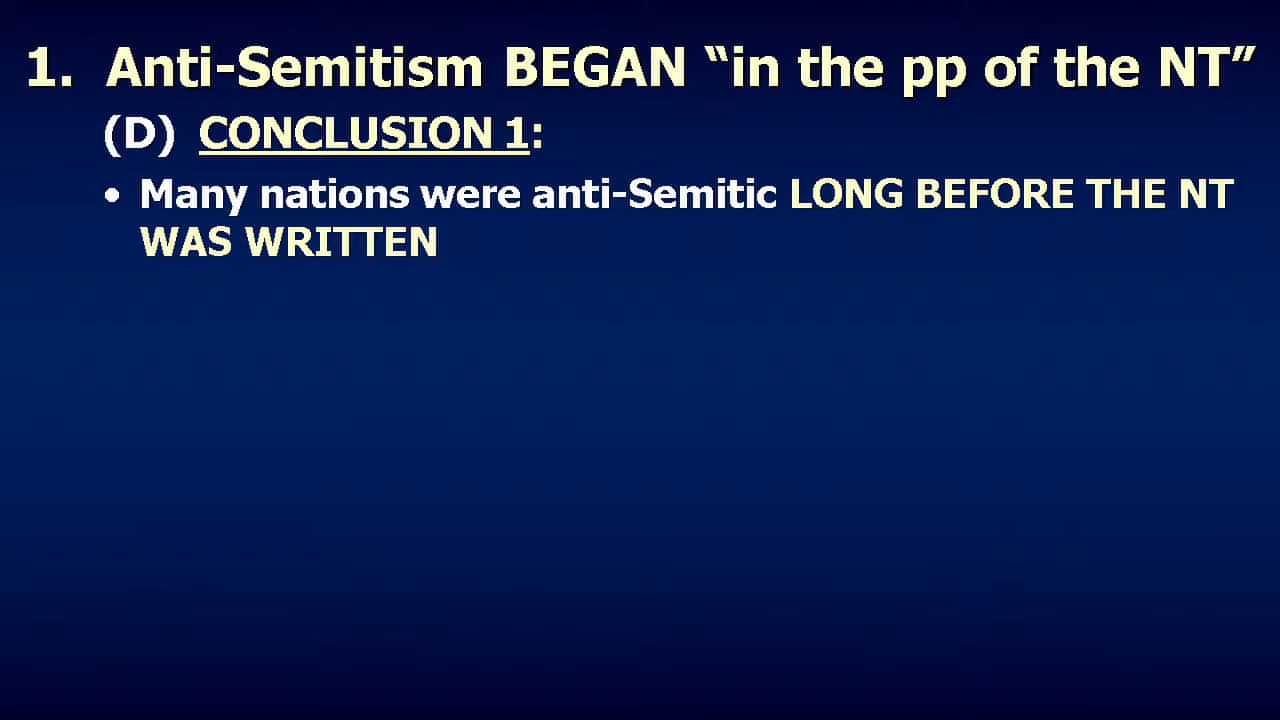 1. Anti-Semitism BEGAN “in the pp of the NT”
(D) CONCLUSION 1:
• Many nations were anti-Semitic LONG BEFORE THE NT
WAS WRITTEN